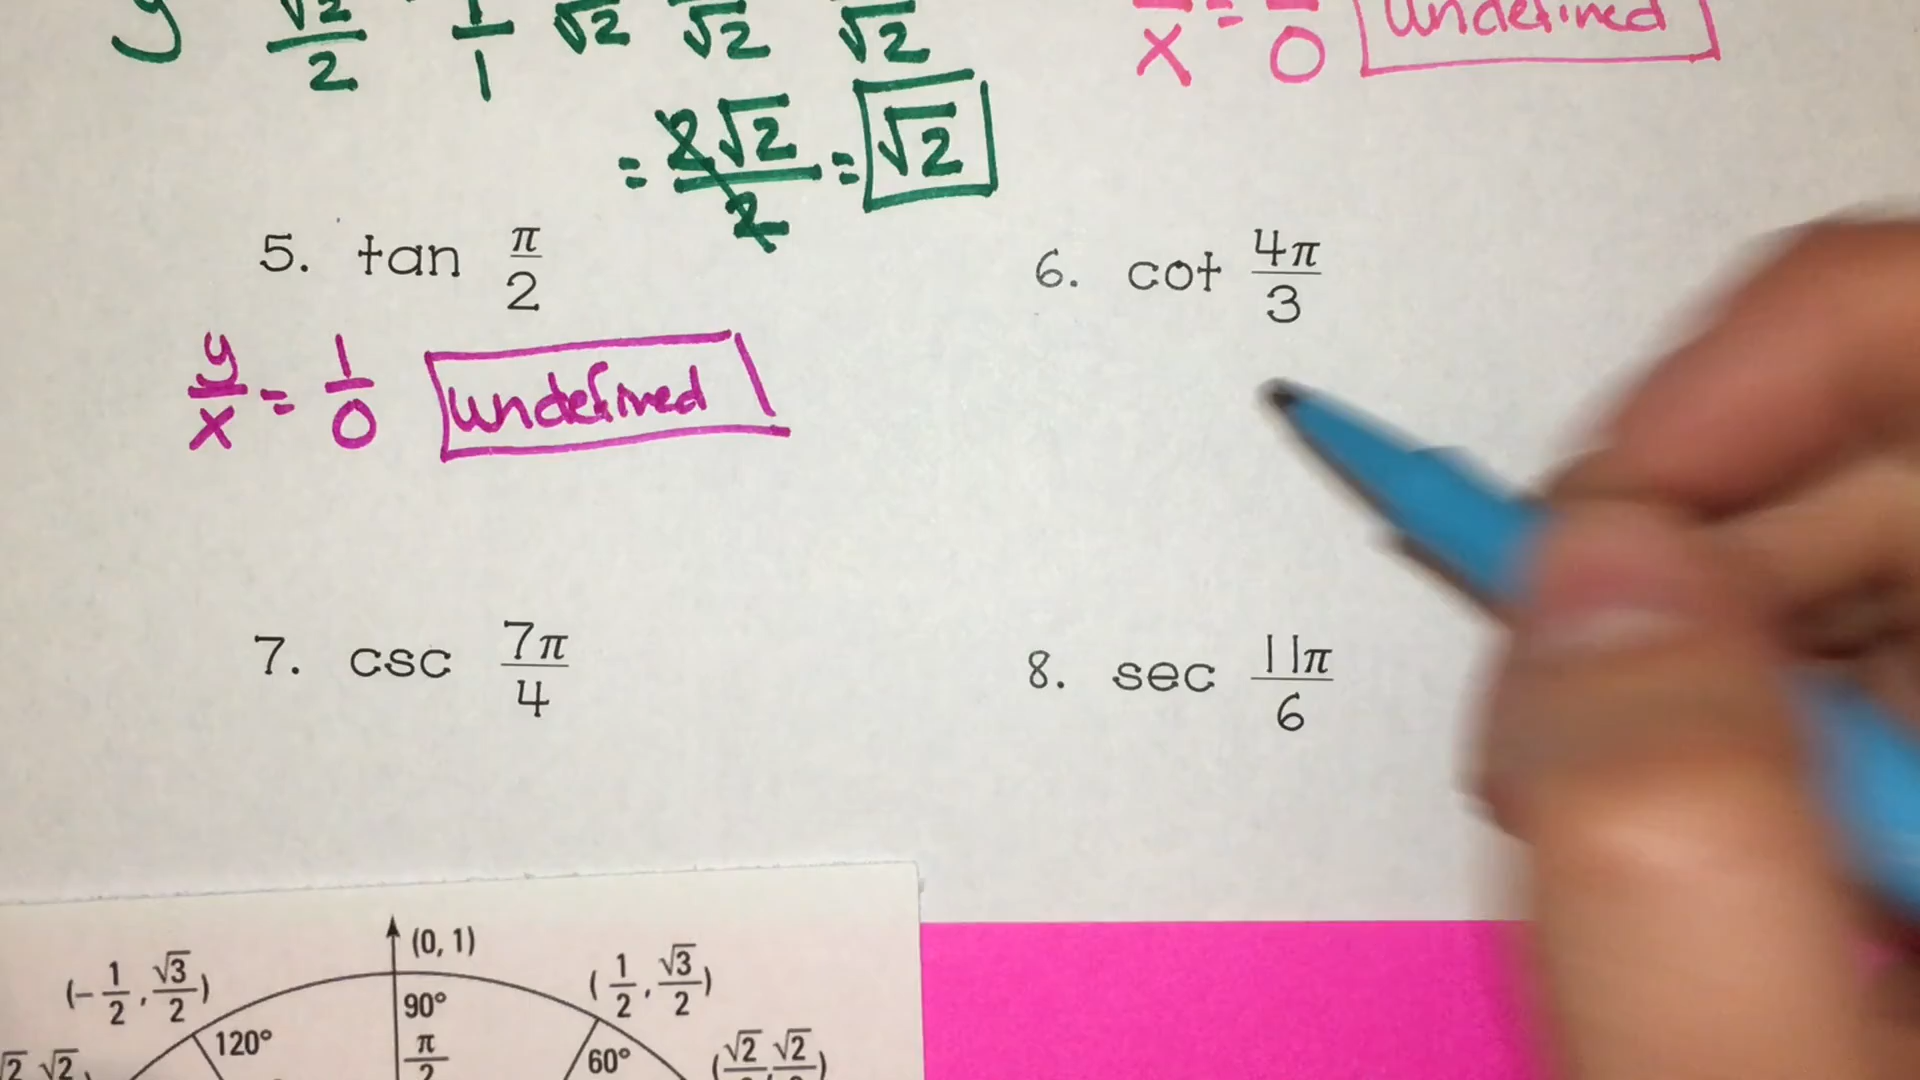 y √2/2 1/1 √2 √2 √2
= 2√2/2 = √2
x = 0 undefined
5. tan π/2
y/x = 1/0 undefined
6. cot 4π/3
7. csc 7π/4
8. sec 11π/6
(0, 1)
(-1/2, √3/2)
(1/2, √3/2)
90°
π/2
120°
60°
√2 √2
(√2 √2)